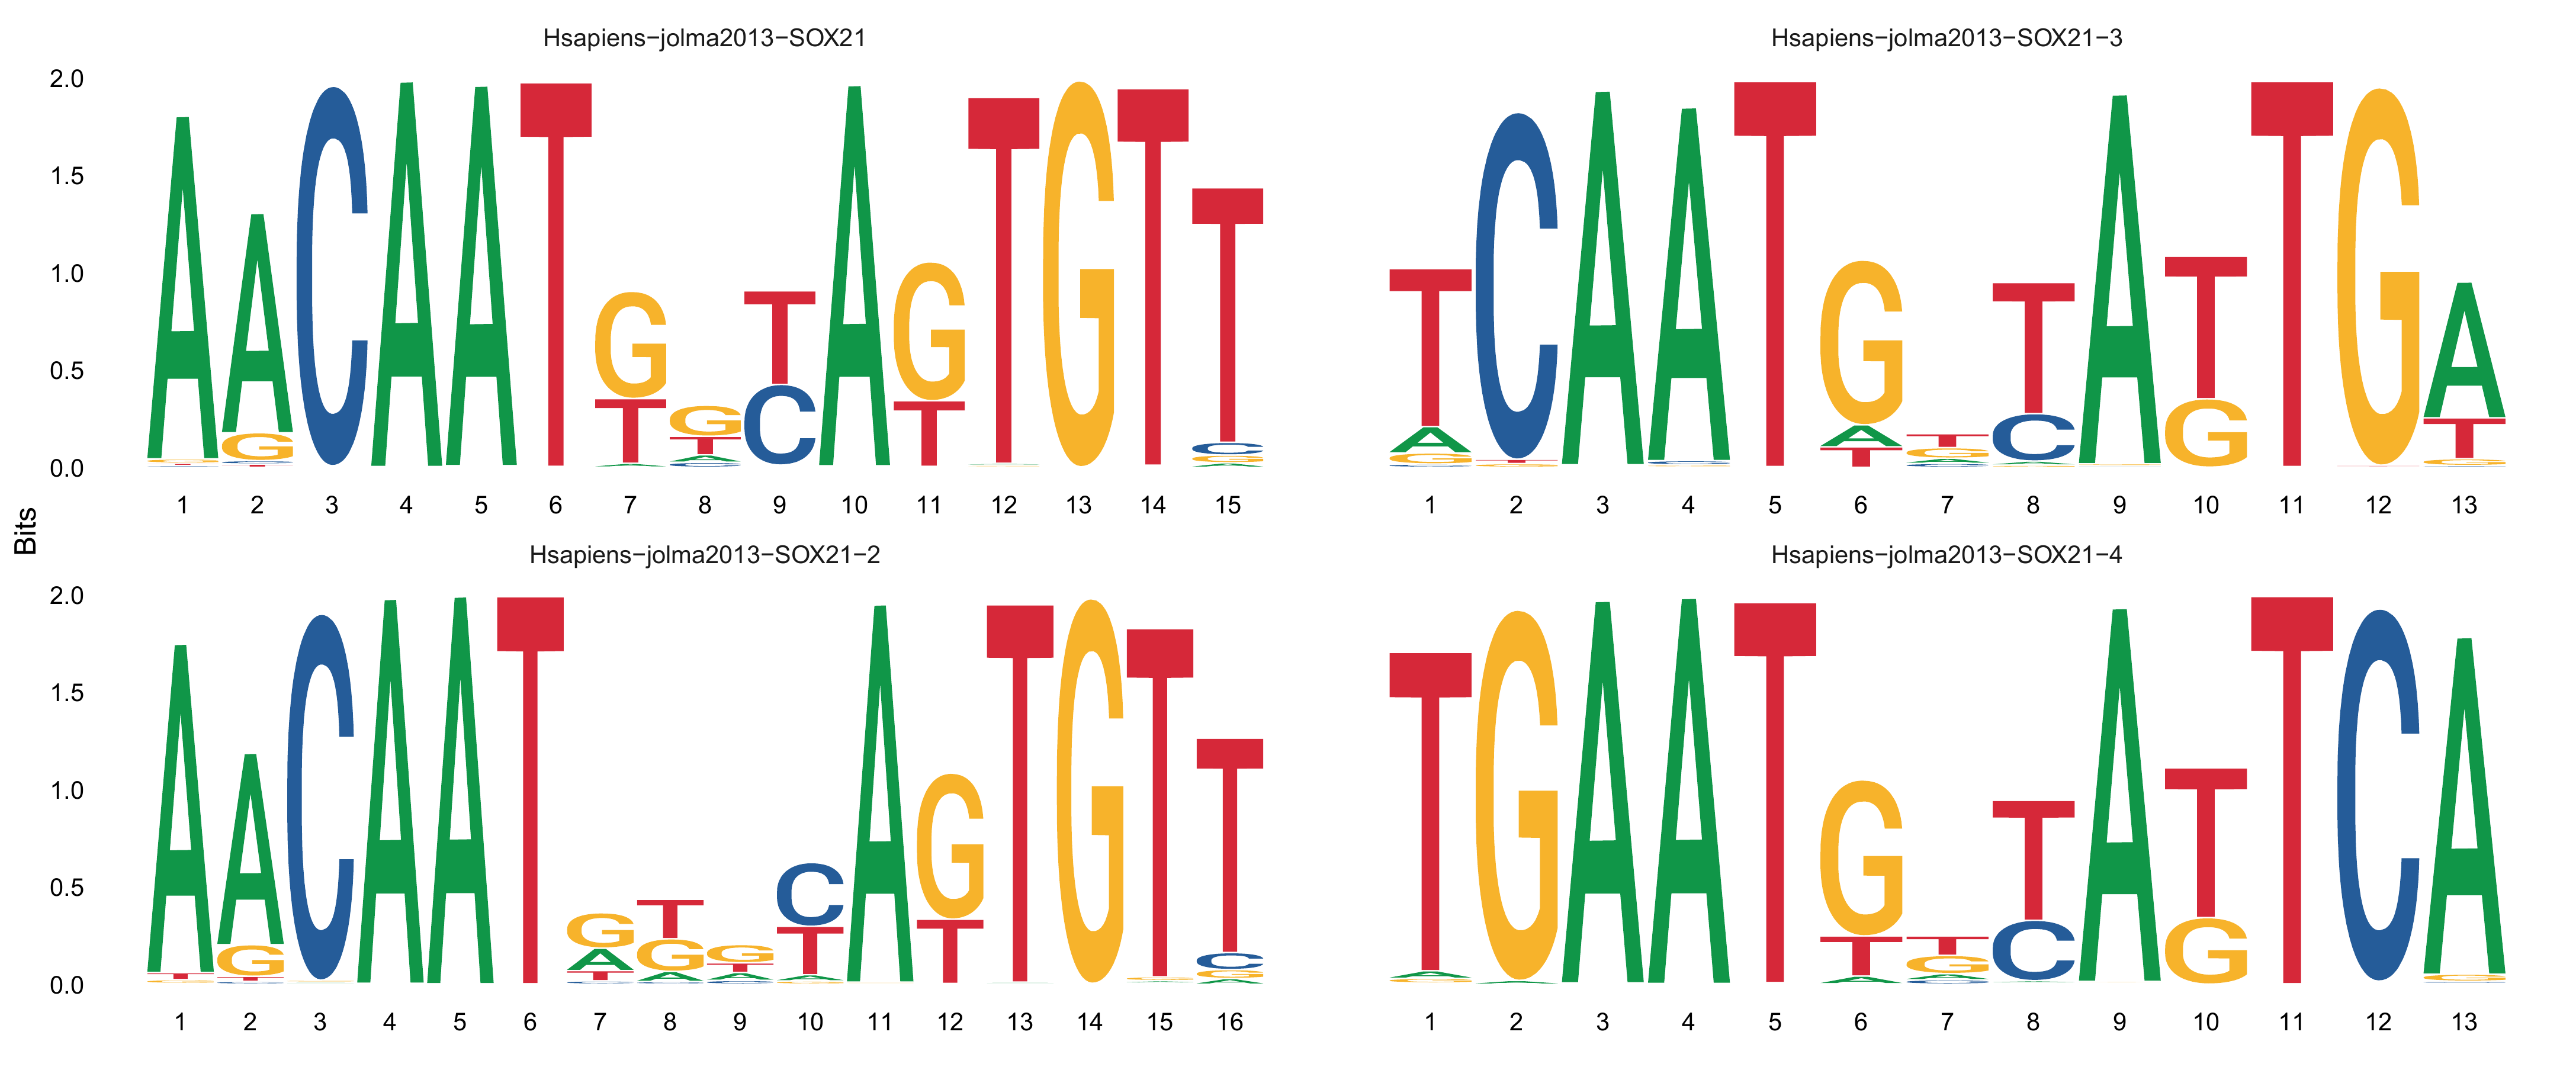 Hsapiens−jolma2013−SOX21
2.0
1.5
1.0
0.5
0.0
A A C A A T G G T A G T G T T
G T T C T C
G T A G
A C A
1 2 3 4 5 6 7 8 9 10 11 12 13 14 15
Hsapiens−jolma2013−SOX21−3
T C A A T G T T A T T G A
A A G C G T
G T A G
1 2 3 4 5 6 7 8 9 10 11 12 13
Bits
Hsapiens−jolma2013−SOX21−2
2.0
1.5
1.0
0.5
0.0
A A C A A T G T G C A G T G T T
G A G T T T C
T A A A G
A
1 2 3 4 5 6 7 8 9 10 11 12 13 14 15 16
Hsapiens−jolma2013−SOX21−4
T G A A T G T T A T T C A
A T G C G G
G A A
1 2 3 4 5 6 7 8 9 10 11 12 13